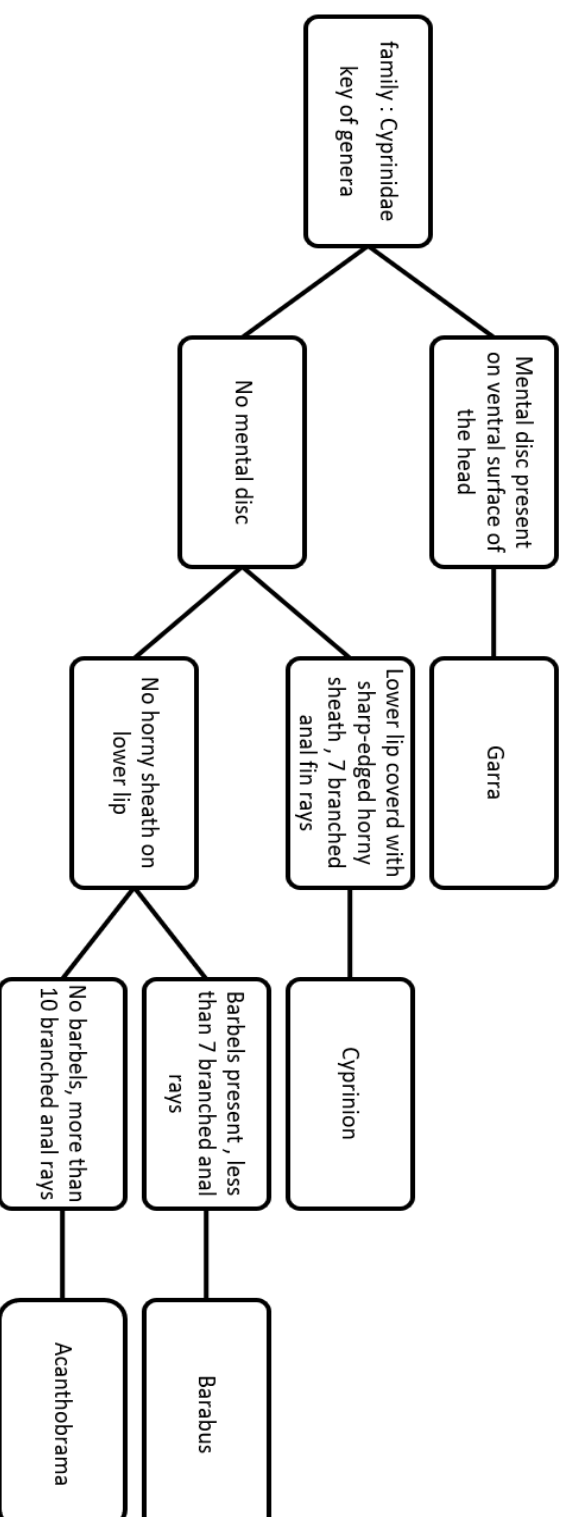 family : Cyprinidae
key of genera
Mental disc present
on ventral surface of
the head
Garra
No mental disc
Lower lip coverd with
sharp-edged horny
sheath , 7 branched
anal fin rays
Cyprinion
No horny sheath on
lower lip
Barbels present , less
than 7 branched anal
rays
Barabus
No barbels, more than
10 branched anal rays
Acanthobrama